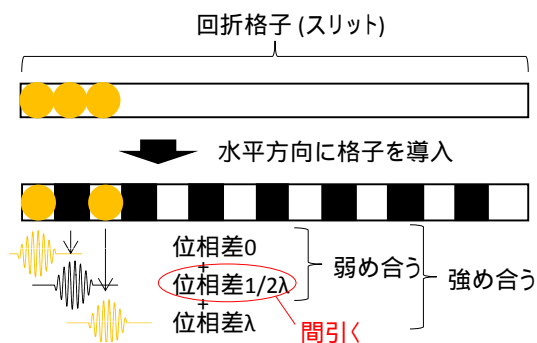 回折格子 (スリット)
水平方向に格子を導入
位相差0
+
位相差1/2λ
+
位相差λ
弱め合う
強め合う
間引く